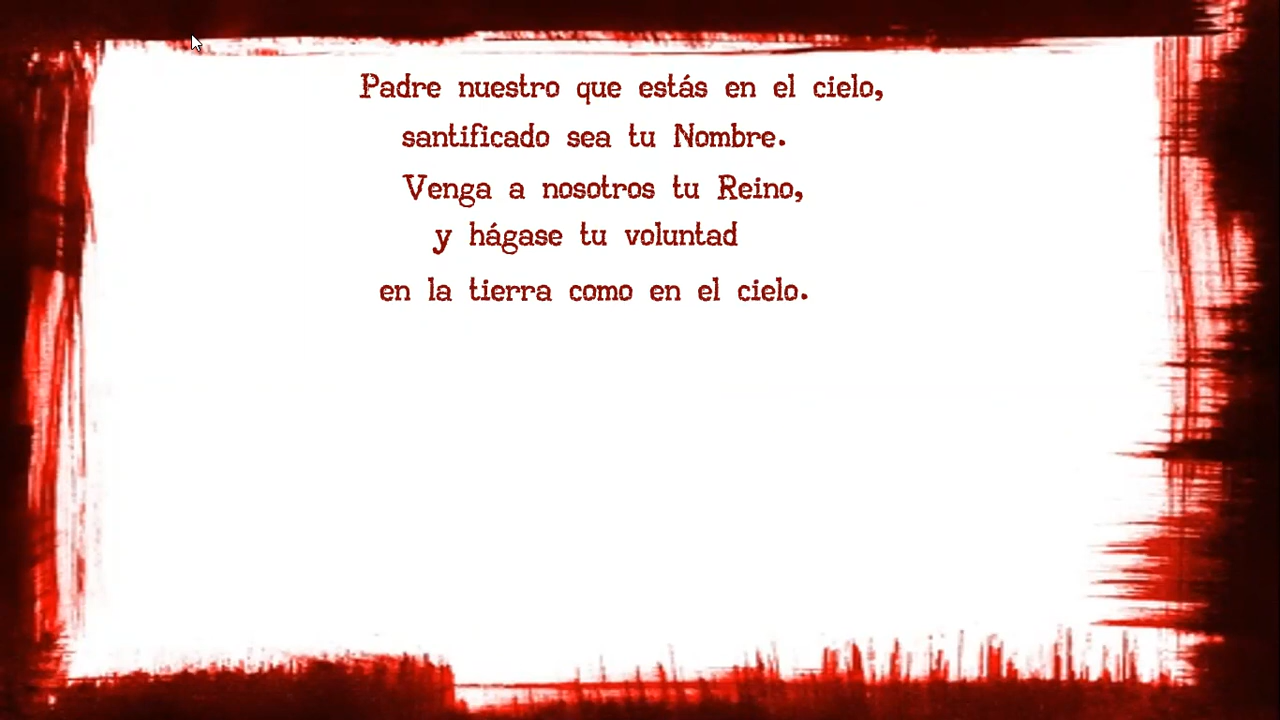 Padre nuestro que estás en el cielo,
santificado sea tu Nombre.
Venga a nosotros tu Reino,
y hágase tu voluntad
en la tierra como en el cielo.